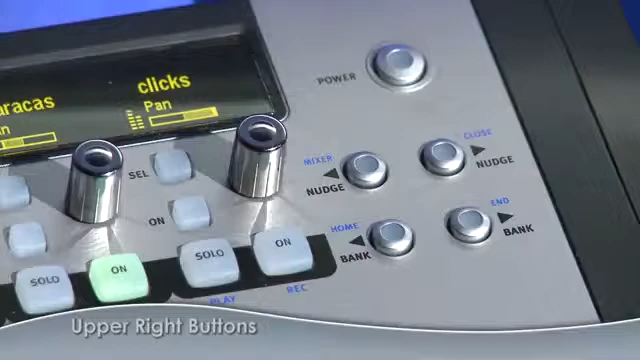 aracas
clicks
Pan
POWER
SEL
ON
MIXER
NUDGE
CLOSE
NUDGE
HOME
BANK
END
BANK
SOLO
ON
SOLO
ON
PLAY
REC
Upper Right Buttons